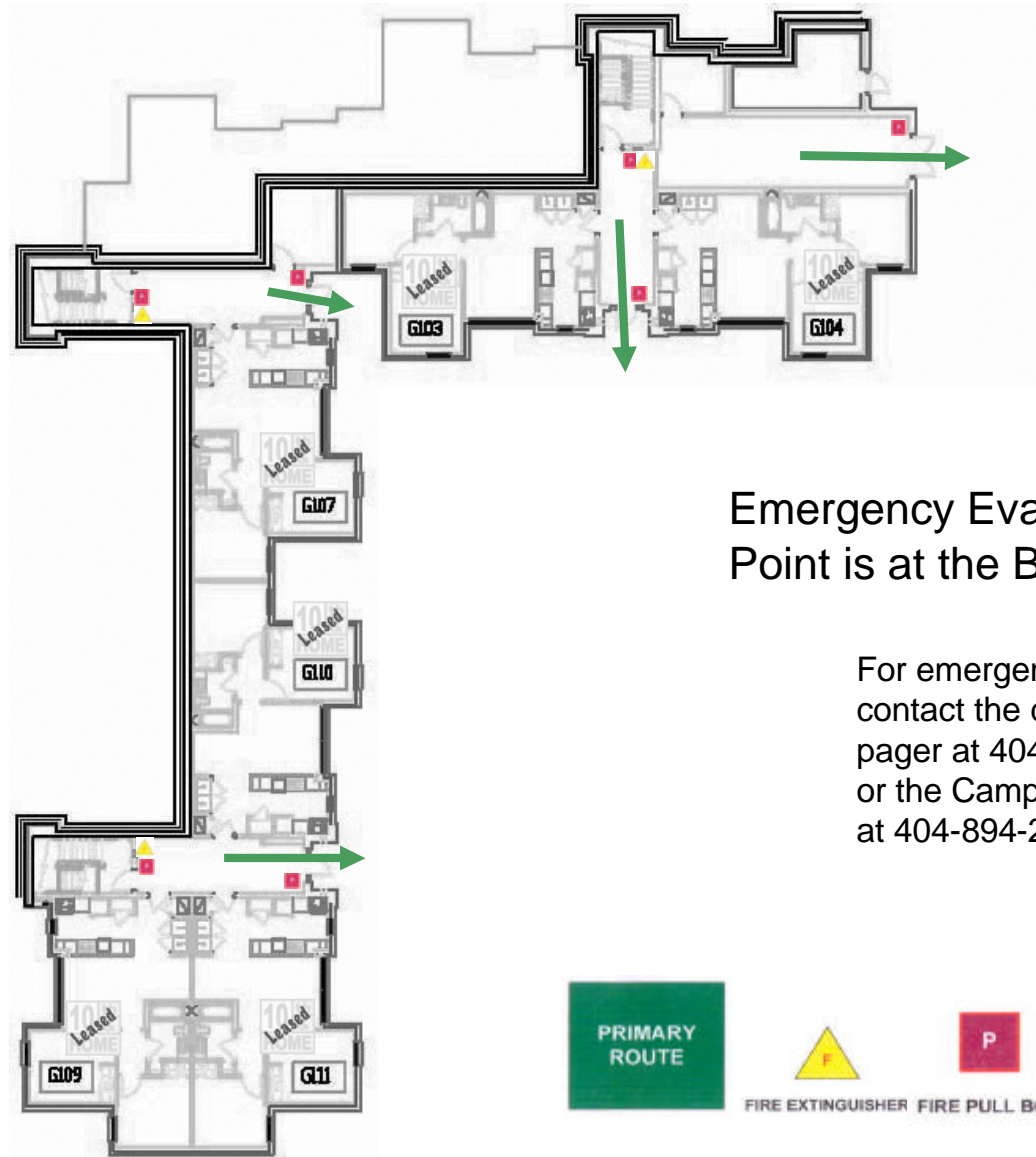 Leased
G103
Leased
G104
Leased
G107
Leased
G110
Leased
G109
Leased
G111
Emergency Eva
Point is at the B
For emergen
contact the
pager at 404
or the Camp
at 404-894-2
PRIMARY
ROUTE
F
P
FIRE EXTINGUISHER
FIRE PULL